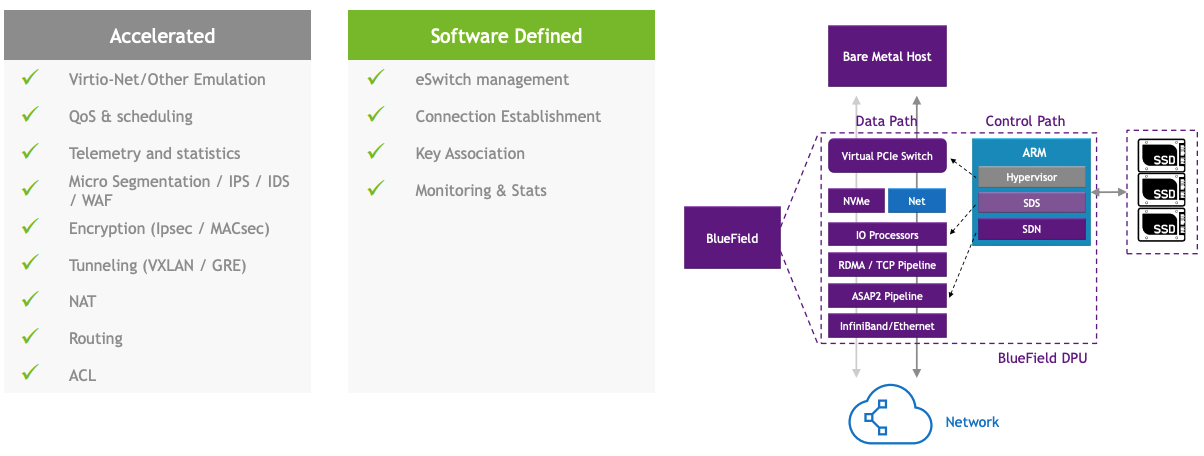 Accelerated
Virtio-Net/Other Emulation
QoS & scheduling
Telemetry and statistics
Micro Segmentation / IPS / IDS
/ WAF
Encryption (Ipsec / MACsec)
Tunneling (VXLAN / GRE)
NAT
Routing
ACL
Software Defined
eSwitch management
Connection Establishment
Key Association
Monitoring & Stats
Bare Metal Host
Data Path
Control Path
Virtual PCIe Switch
ARM
Hypervisor
NVMe
Net
SDS
IO Processors
SDN
RDMA / TCP Pipeline
ASAP2 Pipeline
InfiniBand/Ethernet
BlueField
BlueField DPU
SSD
SSD
SSD
Network